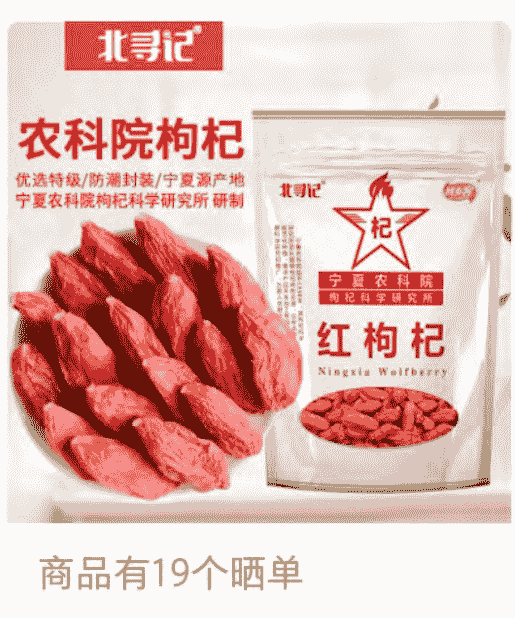 北寻记®
农科院枸杞
优选特级/防潮封装/宁夏源产地
宁夏农科院枸杞科学研究所 研制
北寻记
杞
宁夏农科院
枸杞科学研究所
红枸杞
Ningxia Wolfberry
商品有19个晒单